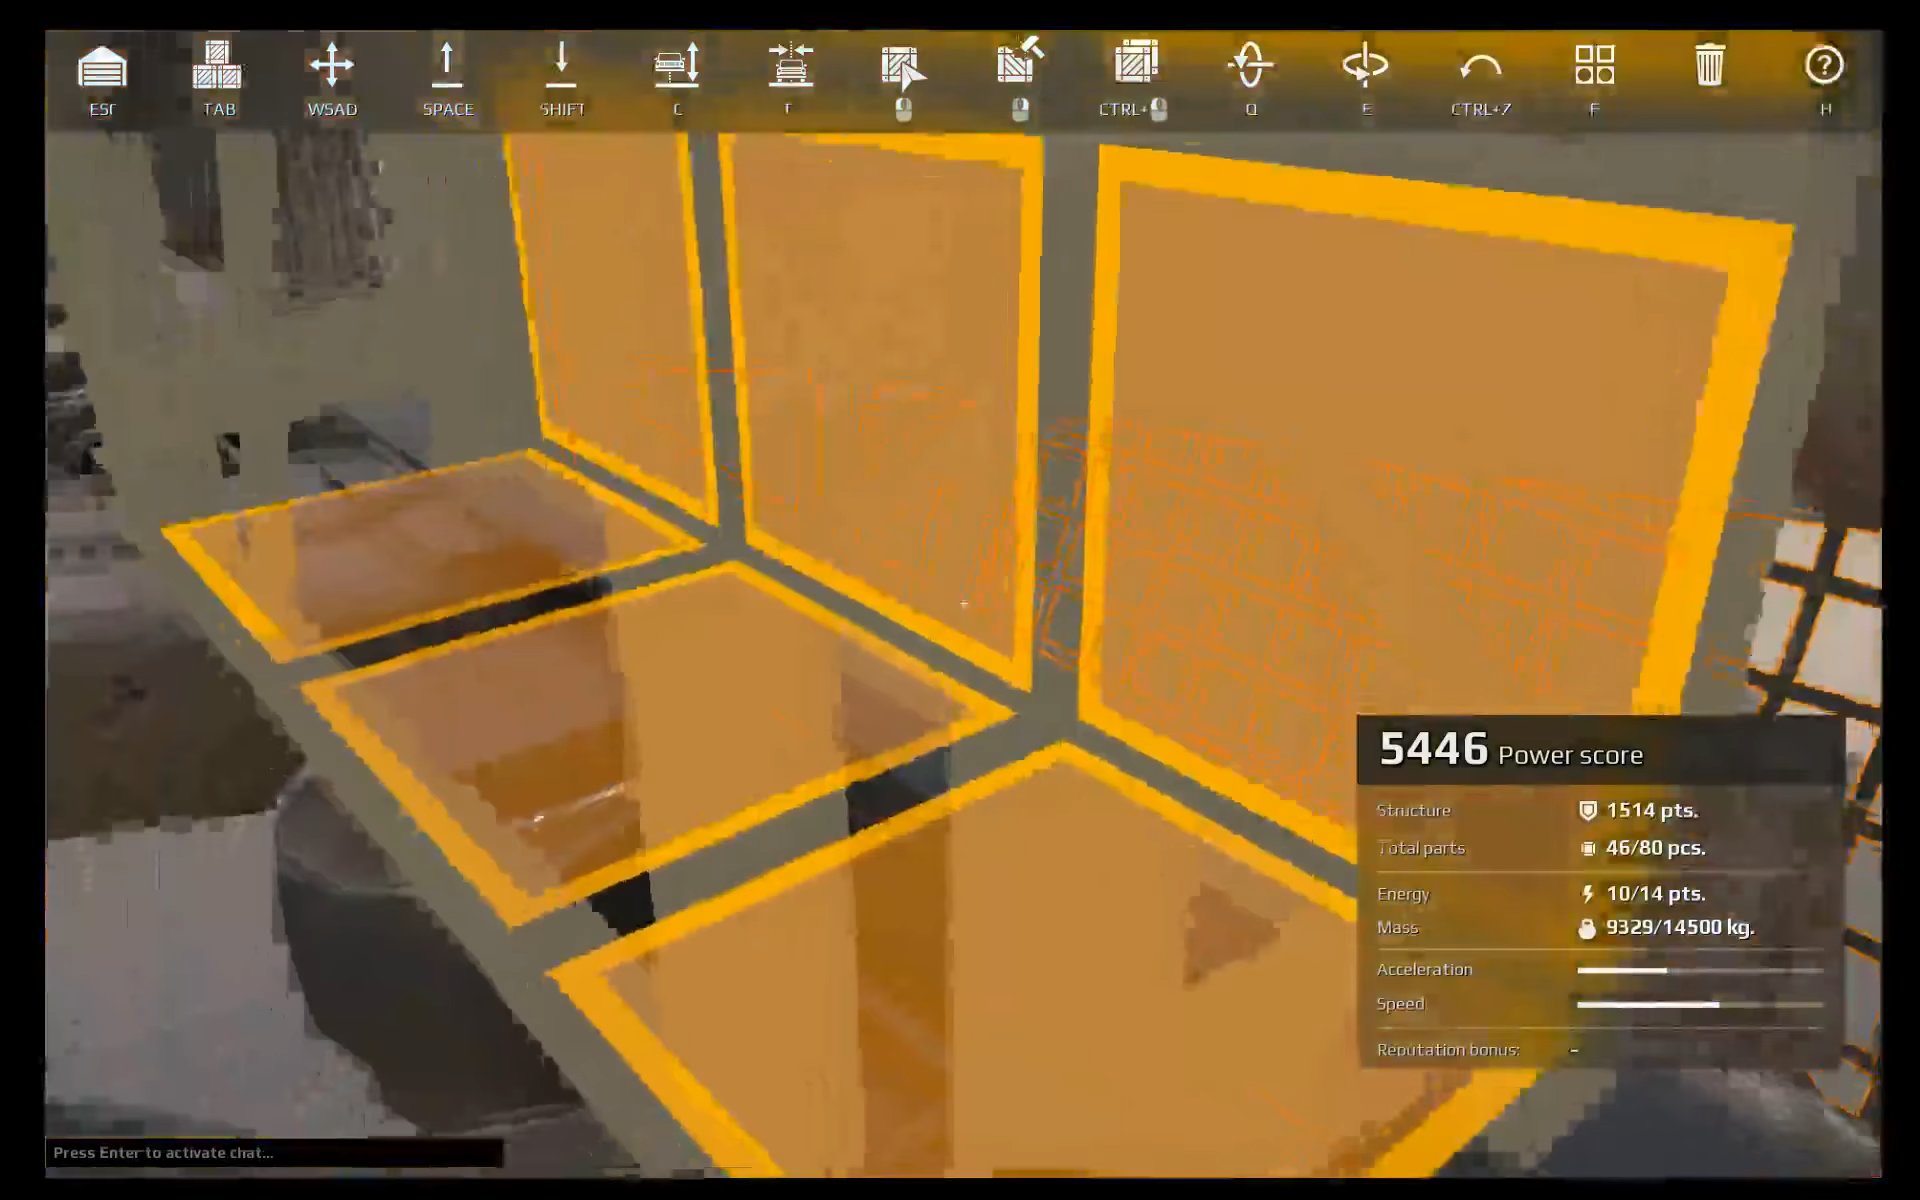 ESC TAB WSAD SPACE SHIFT C F CTRL+ Q E CTRL+Z F H
5446 Power score
Structure 1514 pts.
Total parts 46/80 pcs.
Energy 10/14 pts.
Mass 9329/14500 kg.
Acceleration
Speed
Reputation bonus: -
Press Enter to activate chat...